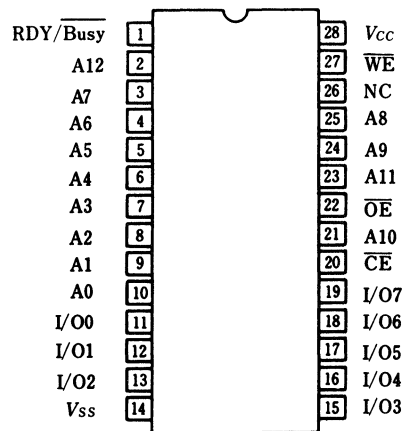 RDY/Busy 1 28 Vcc
A12 2 27 WE
A7 3 26 NC
A6 4 25 A8
A5 5 24 A9
A4 6 23 A11
A3 7 22 OE
A2 8 21 A10
A1 9 20 CE
A0 10 19 I/O7
I/O0 11 18 I/O6
I/O1 12 17 I/O5
I/O2 13 16 I/O4
Vss 14 15 I/O3